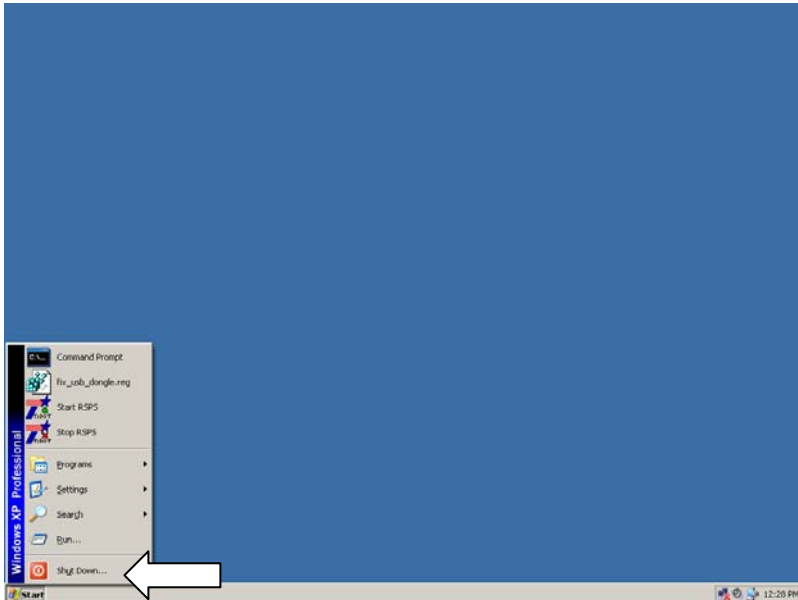 C:\...
Command Prompt
fix_usb_dongle.reg
Start RSPS
Stop RSPS
Programs
Settings
Search
Run...
Shut Down...
Windows XP Professional
Start
12:28 PM